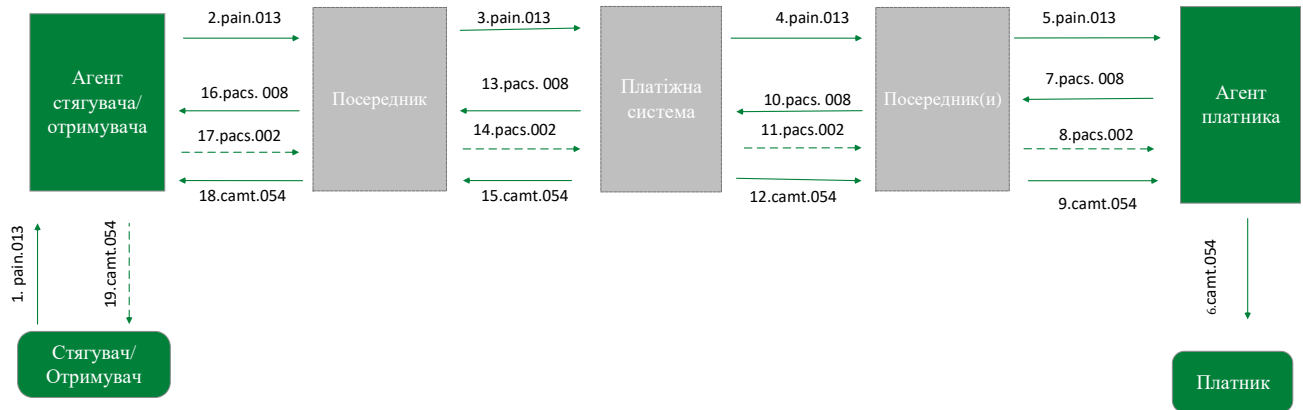 2.pain.013
3.pain.013
4.pain.013
5.pain.013
Агент
стягувача/
отримувача
16.pacs. 008
17.pacs.002
18.camt.054
Посередник
13.pacs. 008
14.pacs.002
15.camt.054
Платіжна
система
10.pacs. 008
11.pacs.002
12.camt.054
Посередник(и)
7.pacs. 008
8.pacs.002
9.camt.054
Агент
платника
1. pain.013
19.camt.054
6.camt.054
Стягувач/
Отримувач
Платник